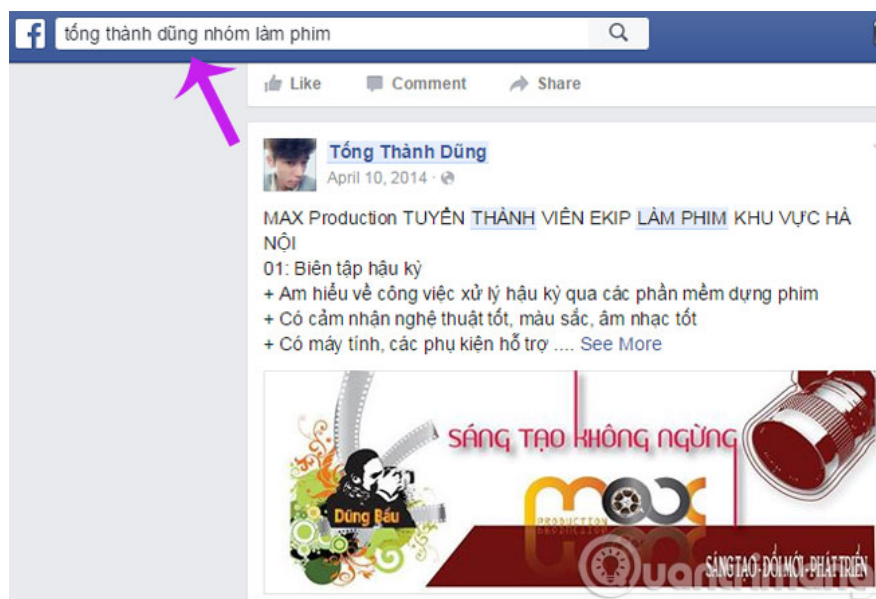 f
tống thành dũng nhóm làm phim
Like Comment Share
Tống Thành Dũng
April 10, 2014 ·
MAX Production TUYỂN THÀNH VIÊN EKIP LÀM PHIM KHU VỰC HÀ
NỘI
01: Biên tập hậu kỳ
+ Am hiểu về công việc xử lý hậu kỳ qua các phần mềm dựng phim
+ Có cảm nhận nghệ thuật tốt, màu sắc, âm nhạc tốt
+ Có máy tính, các phụ kiện hỗ trợ .... See More
SÁNG TẠO KHÔNG NGỪNG
Dũng Bầu
max
PRODUCTION
SÁNG TẠO - ĐỔI MỚI - PHÁT TRIỂN
Quantrimang